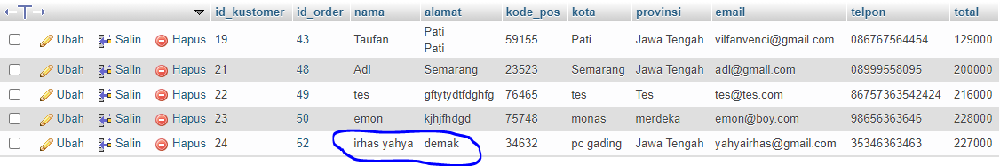 id_kustomer id_order nama alamat kode_pos kota provinsi email telpon total
Ubah Salin Hapus 19 43 Taufan Pati Pati 59155 Pati Jawa Tengah vilfanvenci@gmail.com 086767564454 129000
Ubah Salin Hapus 21 48 Adi Semarang 23523 Semarang Jawa Tengah adi@gmail.com 08999558095 200000
Ubah Salin Hapus 22 49 tes gftytydtfdghfg 76465 tes Tes tes@tes.com 86757363542424 216000
Ubah Salin Hapus 23 50 emon kjhjfhdgd 75748 monas merdeka emon@boy.com 98656363646 228000
Ubah Salin Hapus 24 52 irhas yahya demak 34632 pc gading Jawa Tengah yahyairhas@gmail.com 35346363463 227000